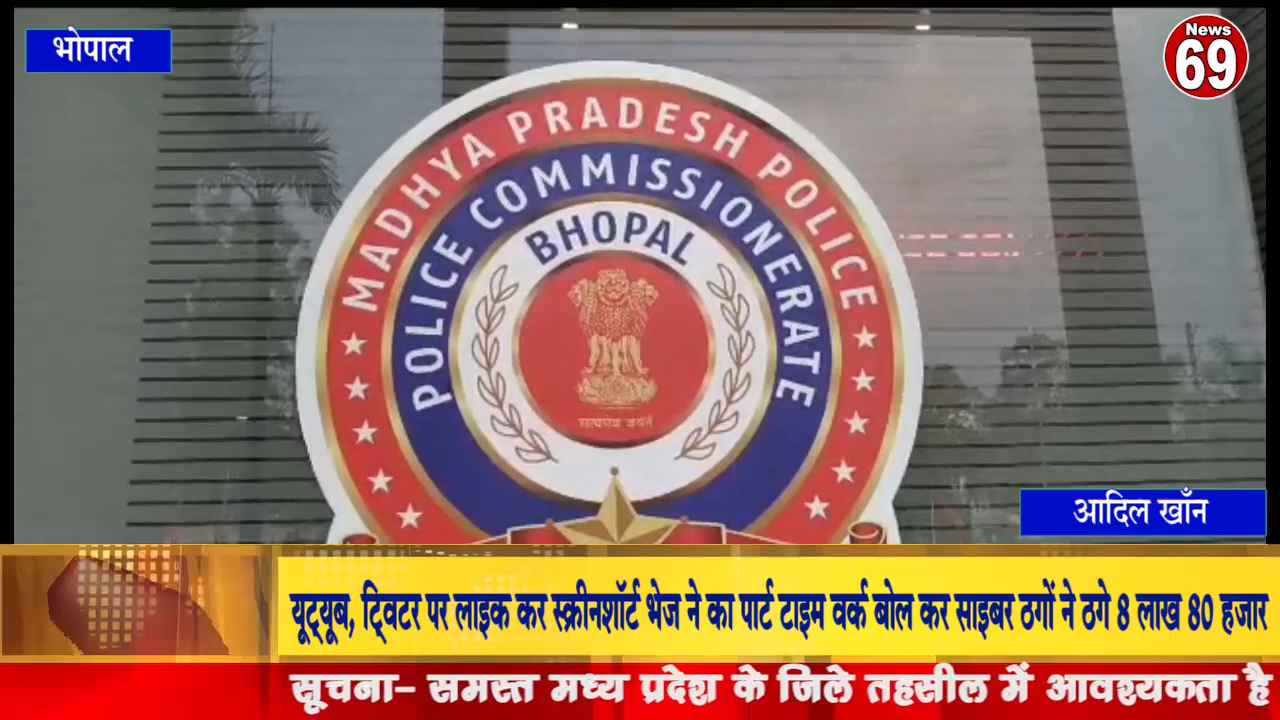 भोपाल
News
69
MADHYA PRADESH POLICE
POLICE COMMISSIONERATE
BHOPAL
सत्यमेव जयते
आदिल खाँन
यूट्यूब, ट्विटर पर लाइक कर स्क्रीनशॉर्ट भेज ने का पार्ट टाइम वर्क बोल कर साइबर ठगों ने ठगे 8 लाख 80 हजार
सूचना- समस्त मध्य प्रदेश के जिले तहसील में आवश्यकता है